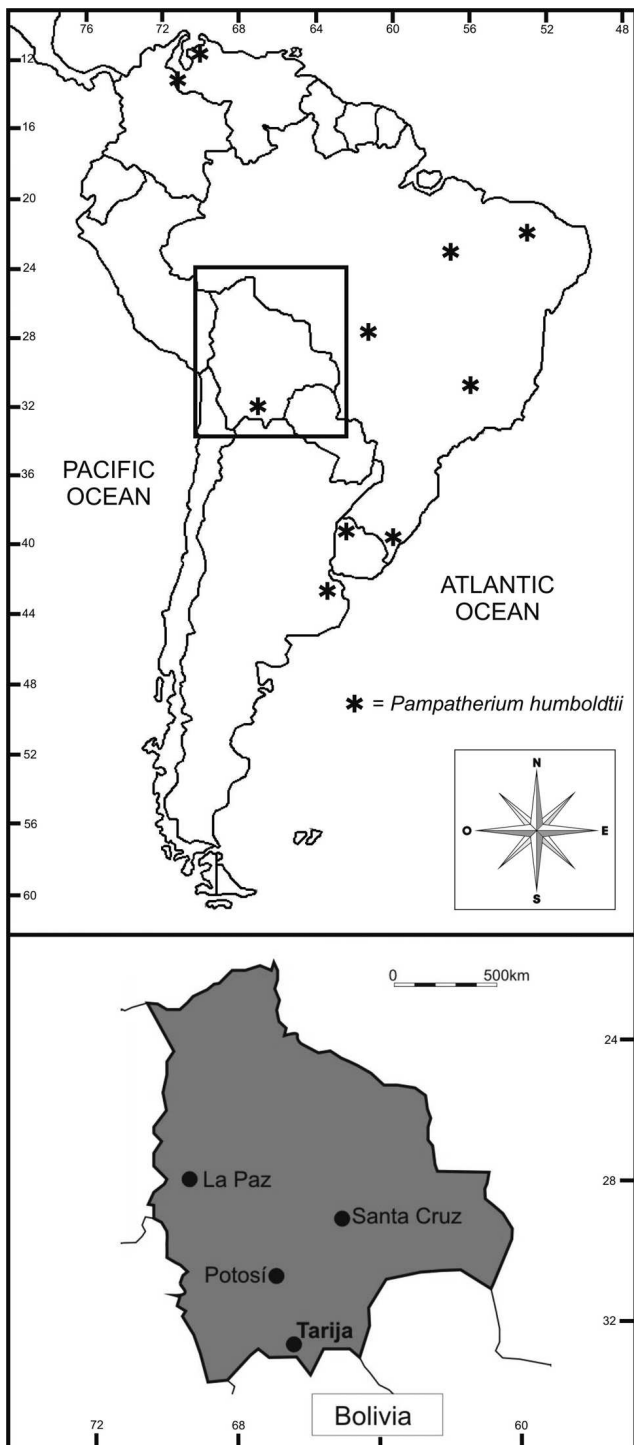 76 72 70 64 60 56 52 48
12
16
20
24
28
32
36
PACIFIC
OCEAN
40
ATLANTIC
OCEAN
44
48
* = Pampatherium humboldtii
52
56
60
N
O E
S
0 500km
24
La Paz
28
Santa Cruz
Potosí
Tarija
32
Bolivia
72 68 60